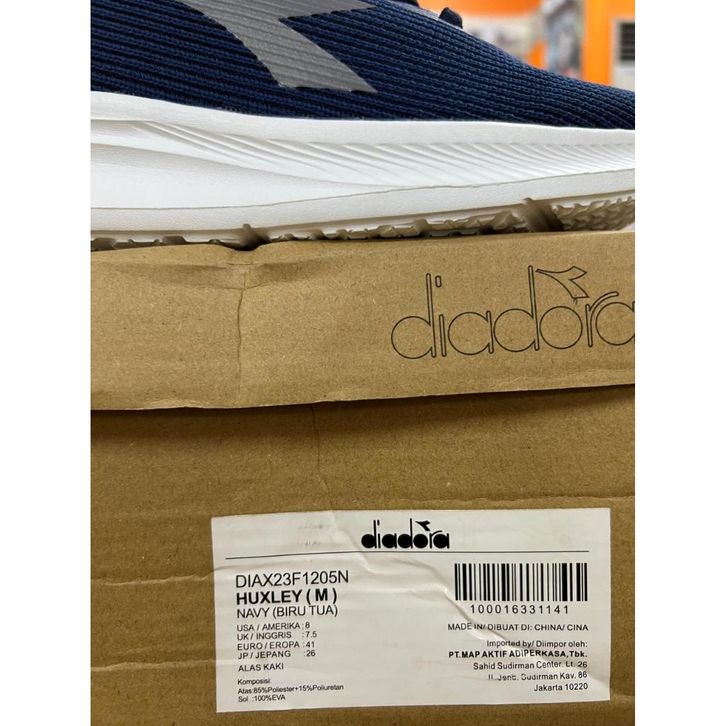 diadora
diadora
DIAX23F1205N
HUXLEY ( M )
NAVY (BIRU TUA)
USA / AMERIKA :8
UK / INGGRIS :7.5
EURO / EROPA :41
JP / JEPANG :26
ALAS KAKI
Komposisi
Atas:85%Poliester+15%Poliuretan
Sol :100%EVA
100016331141
MADE IN/ DIBUAT DI: CHINA/ CINA
Imported by/ Diimpor oleh:
PT.MAP AKTIF ADIPERKASA,Tbk.
Sahid Sudirman Center. Lt. 26
Jl. Jend. Sudirman Kav. 86
Jakarta 10220